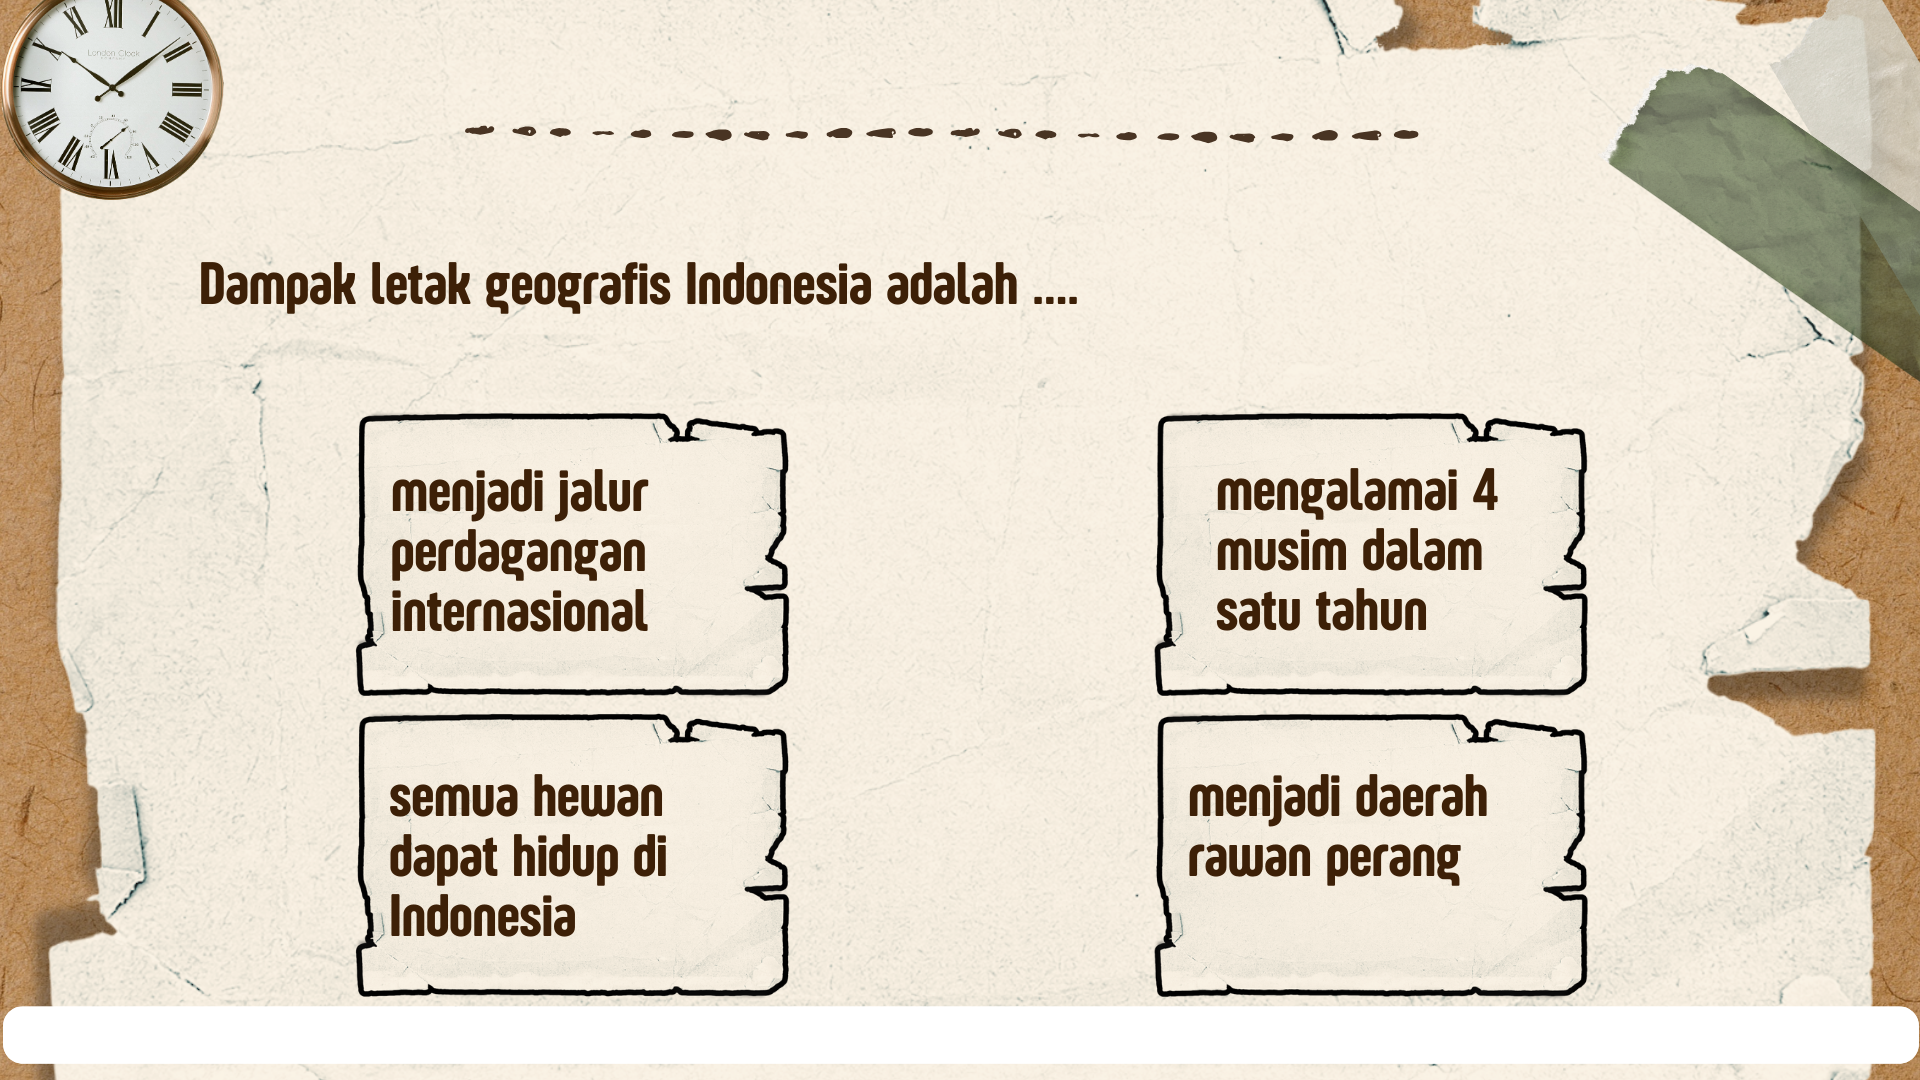 London Clock
Dampak letak geografis Indonesia adalah ....
menjadi jalur
perdagangan
internasional
mengalamai 4
musim dalam
satu tahun
semua hewan
dapat hidup di
Indonesia
menjadi daerah
rawan perang